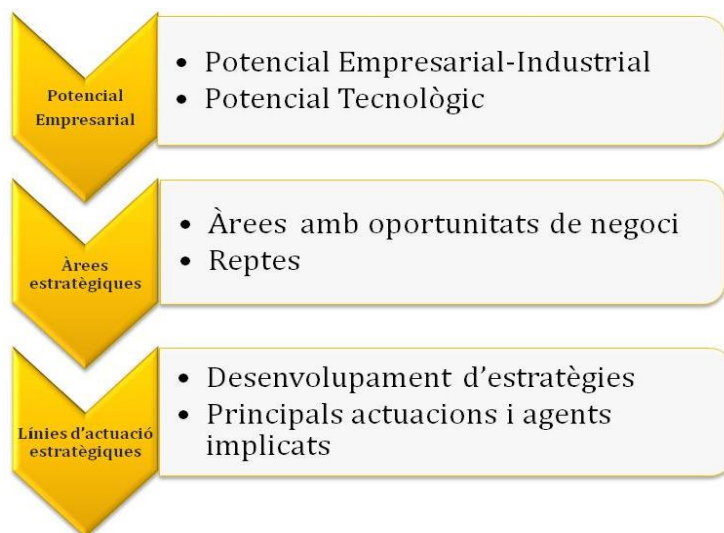 Potencial
Empresarial
• Potencial Empresarial-Industrial
• Potencial Tecnològic
Àrees
estratègiques
• Àrees amb oportunitats de negoci
• Reptes
Línies d'actuació
estratègiques
• Desenvolupament d'estratègies
• Principals actuacions i agents
implicats